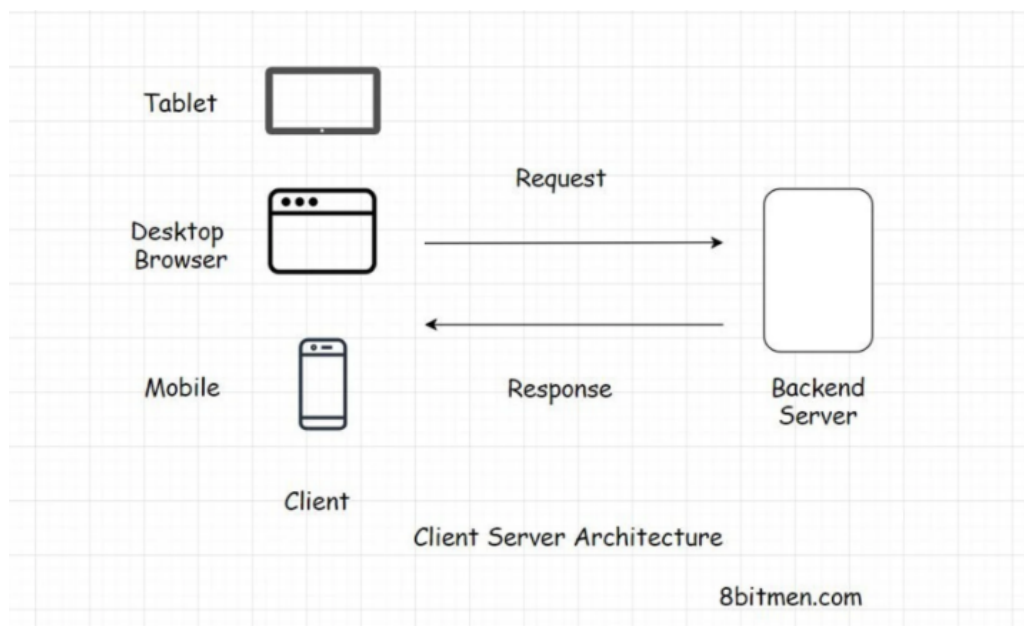 Tablet
Request
Desktop
Browser
Mobile
Response
Backend
Server
Client
Client Server Architecture
8bitmen.com